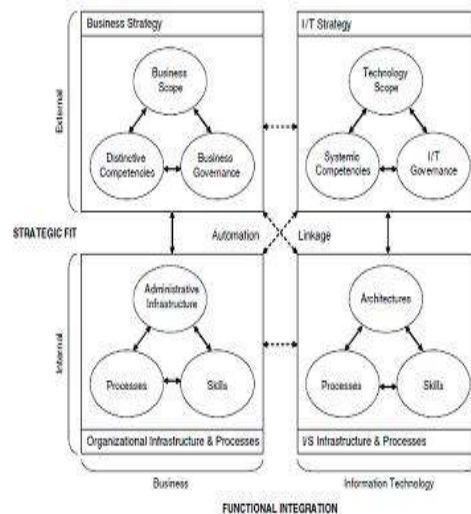 Business Strategy
I/T Strategy
External
Business
Scope
Technology
Scope
Distinctive
Competencies
Business
Governance
Systemic
Competencies
I/T
Governance
STRATEGIC FIT
Automation
Linkage
Internal
Administrative
Infrastructure
Architectures
Processes
Skills
Processes
Skills
Organizational Infrastructure & Processes
I/S Infrastructure & Processes
Business
Information Technology
FUNCTIONAL INTEGRATION